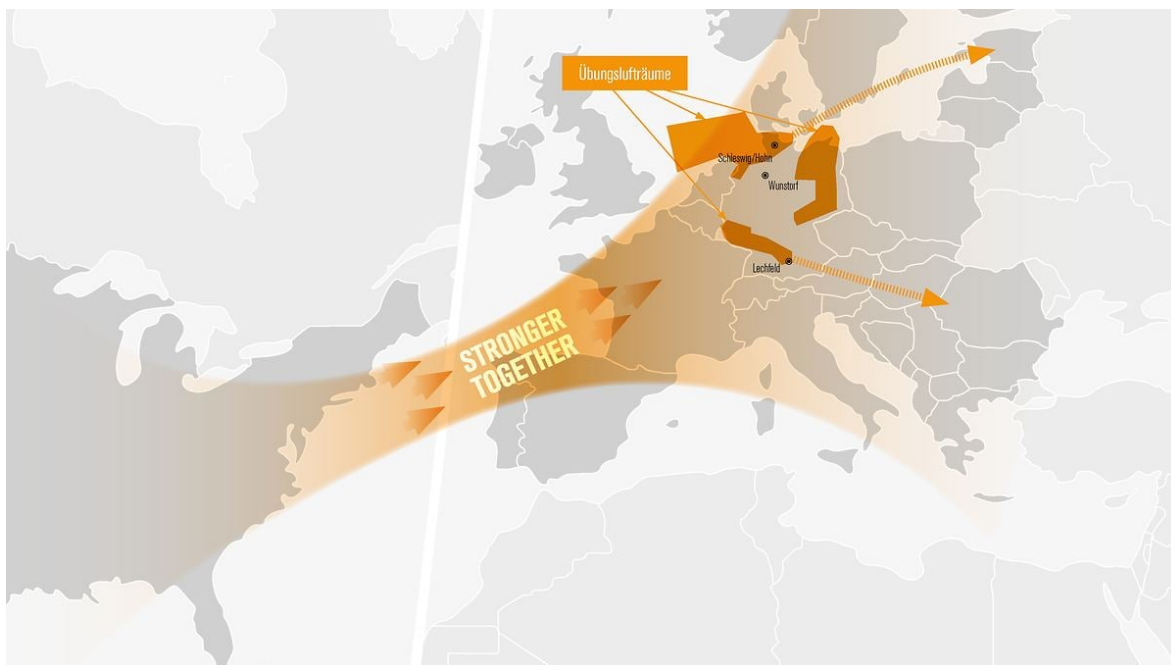 Übungslufträume
Schleswig/Hohn
Wunstorf
Lechfeld
STRONGER
TOGETHER